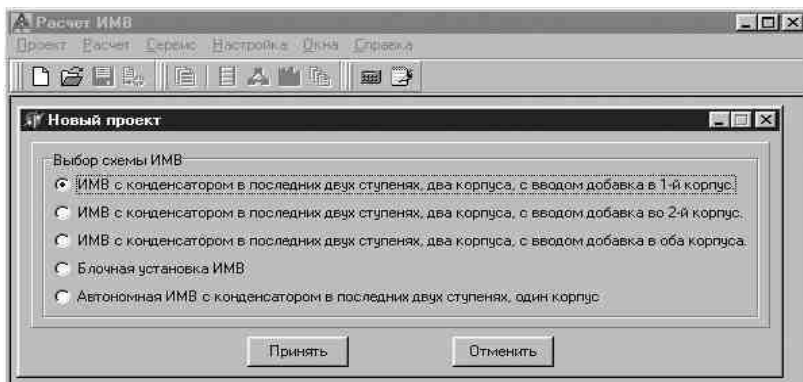 Расчет ИМВ
Проект Расчет Сервис Настройка Окна Справка
Новый проект
Выбор схемы ИМВ
ИМВ с конденсатором в последних двух ступенях, два корпуса, с вводом добавка в 1-й корпус.
ИМВ с конденсатором в последних двух ступенях, два корпуса, с вводом добавка во 2-й корпус.
ИМВ с конденсатором в последних двух ступенях, два корпуса, с вводом добавка в оба корпуса.
Блочная установка ИМВ
Автономная ИМВ с конденсатором в последних двух ступенях, один корпус
Принять Отменить